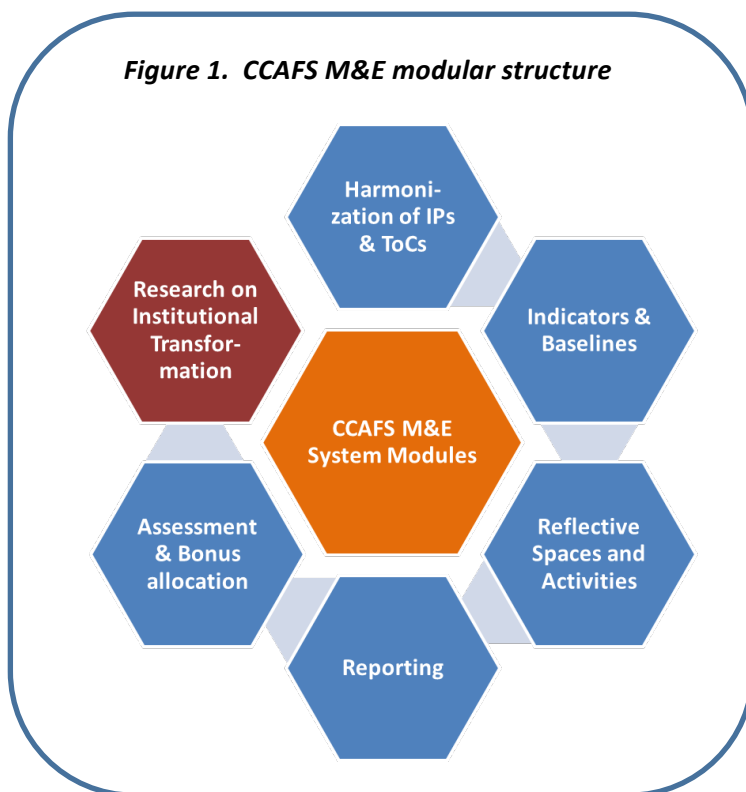 Figure 1.  CCAFS M&E modular structure
Harmoni-
zation of IPs
& ToCs
Research on
Institutional
Transfor-
mation
Indicators &
Baselines
CCAFS M&E
System Modules
Assessment
& Bonus
allocation
Reflective
Spaces and
Activities
Reporting